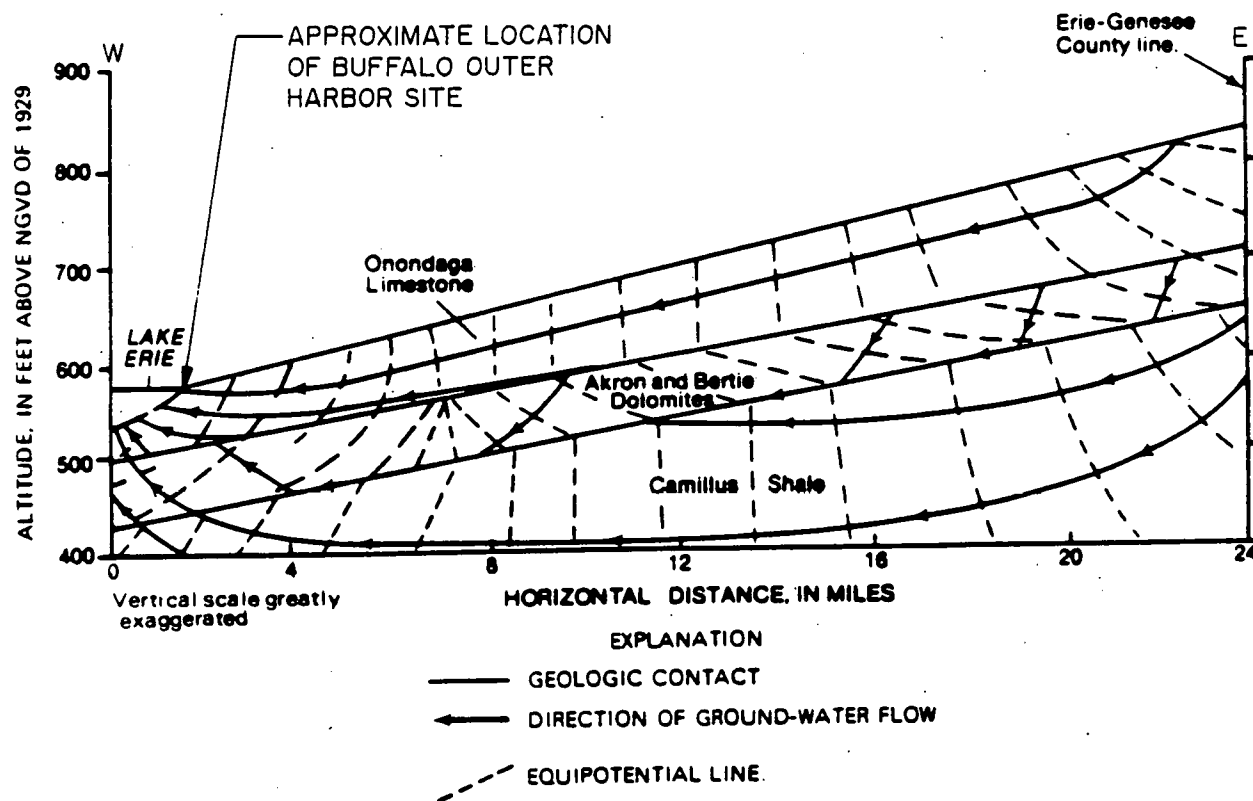 W
APPROXIMATE LOCATION
OF BUFFALO OUTER
HARBOR SITE
Erie-Genesee
County line.
E
ALTITUDE, IN FEET ABOVE NGVD OF 1929
900
800
700
600
500
400
Onondaga
Limestone
LAKE
ERIE
Akron and Bertie
Dolomites
Camillus Shale
0
4
8
12
16
20
24
Vertical scale greatly
exaggerated
HORIZONTAL DISTANCE, IN MILES
EXPLANATION
GEOLOGIC CONTACT
DIRECTION OF GROUND-WATER FLOW
EQUIPOTENTIAL LINE.